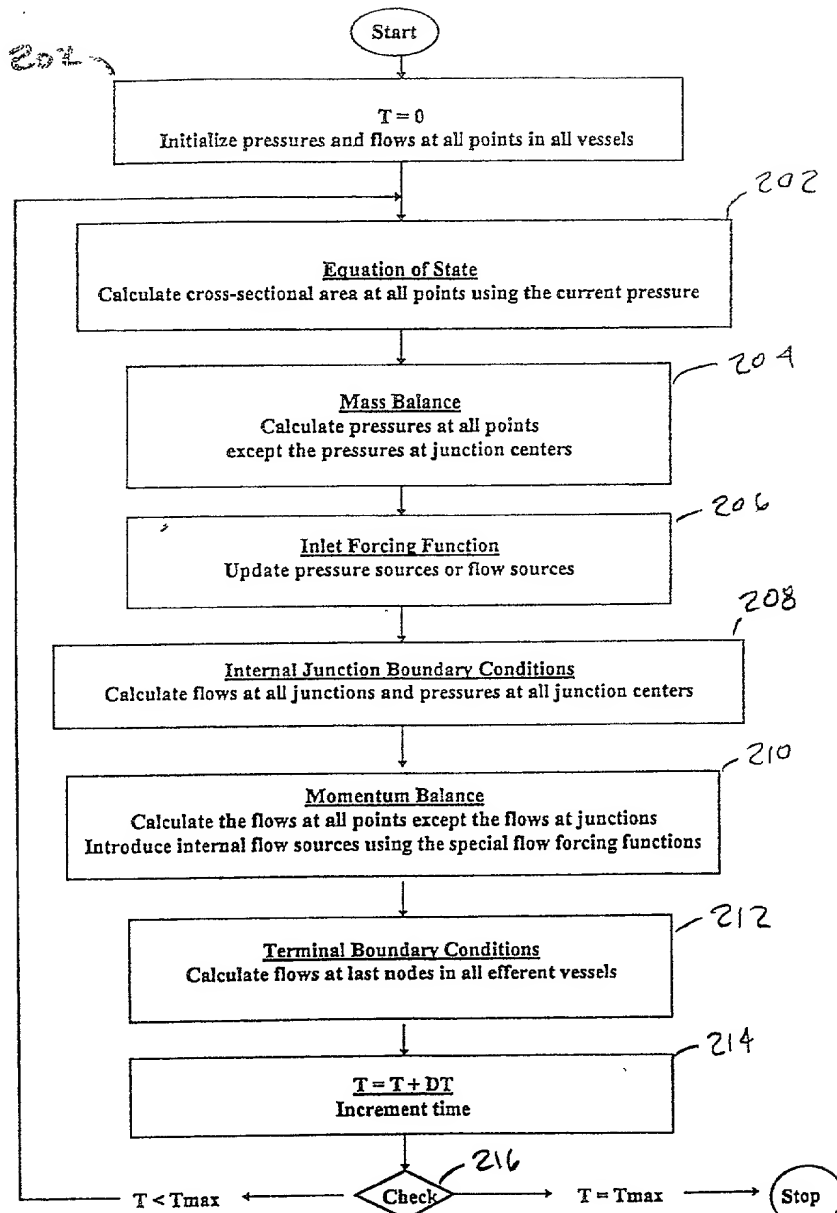 Start
201
T = 0
Initialize pressures and flows at all points in all vessels
202
Equation of State
Calculate cross-sectional area at all points using the current pressure
204
Mass Balance
Calculate pressures at all points
except the pressures at junction centers
206
Inlet Forcing Function
Update pressure sources or flow sources
208
Internal Junction Boundary Conditions
Calculate flows at all junctions and pressures at all junction centers
210
Momentum Balance
Calculate the flows at all points except the flows at junctions
Introduce internal flow sources using the special flow forcing functions
212
Terminal Boundary Conditions
Calculate flows at last nodes in all efferent vessels
214
T = T + DT
Increment time
216
T < Tmax
Check
T = Tmax
Stop